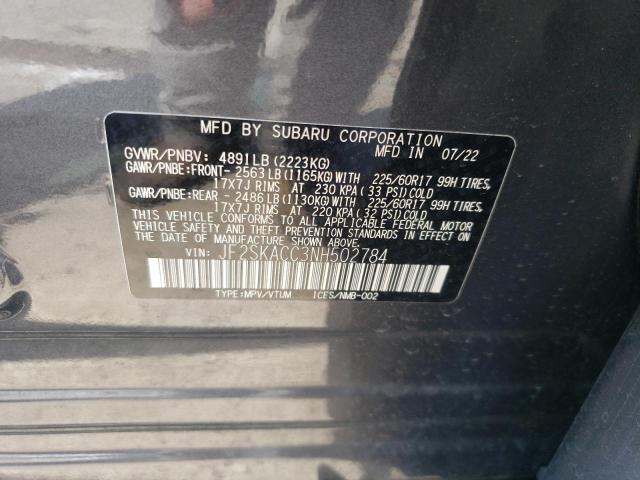 MFD BY SUBARU CORPORATION
GVWR/PNBV: 4891LB (2223KG) MFD IN 07/22
GAWR/PNBE:FRONT- 2563LB(1165KG)WITH 225/60R17 99H TIRES,
17X7J RIMS AT 230 KPA(33 PSI)COLD
GAWR/PNBE:REAR - 2486LB(1130KG)WITH 225/60R17 99H TIRES,
17X7J RIMS AT 220 KPA(32 PSI)COLD
THIS VEHICLE CONFORMS TO ALL APPLICABLE FEDERAL MOTOR
VEHICLE SAFETY AND THEFT PREVENTION STANDARDS IN EFFECT
ON THE DATE OF MANUFACTURE SHOWN ABOVE.
VIN: JF2SKACC3NH502784
TYPE:MPV/VTUM ICES/NMB-002